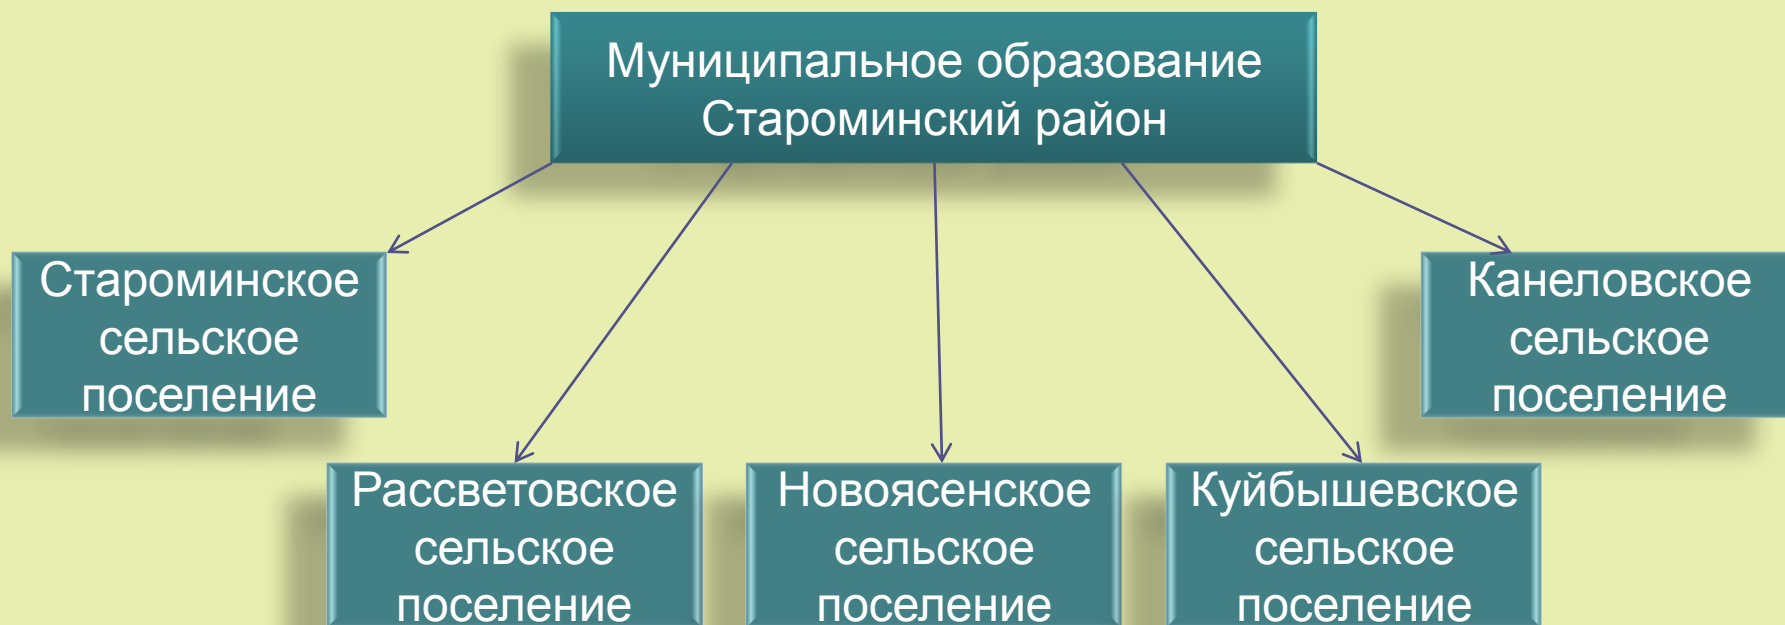 Муниципальное образование
Староминский район
Староминское
сельское
поселение
Канеловское
сельское
поселение
Рассветовское
сельское
поселение
Новоясенское
сельское
поселение
Куйбышевское
сельское
поселение